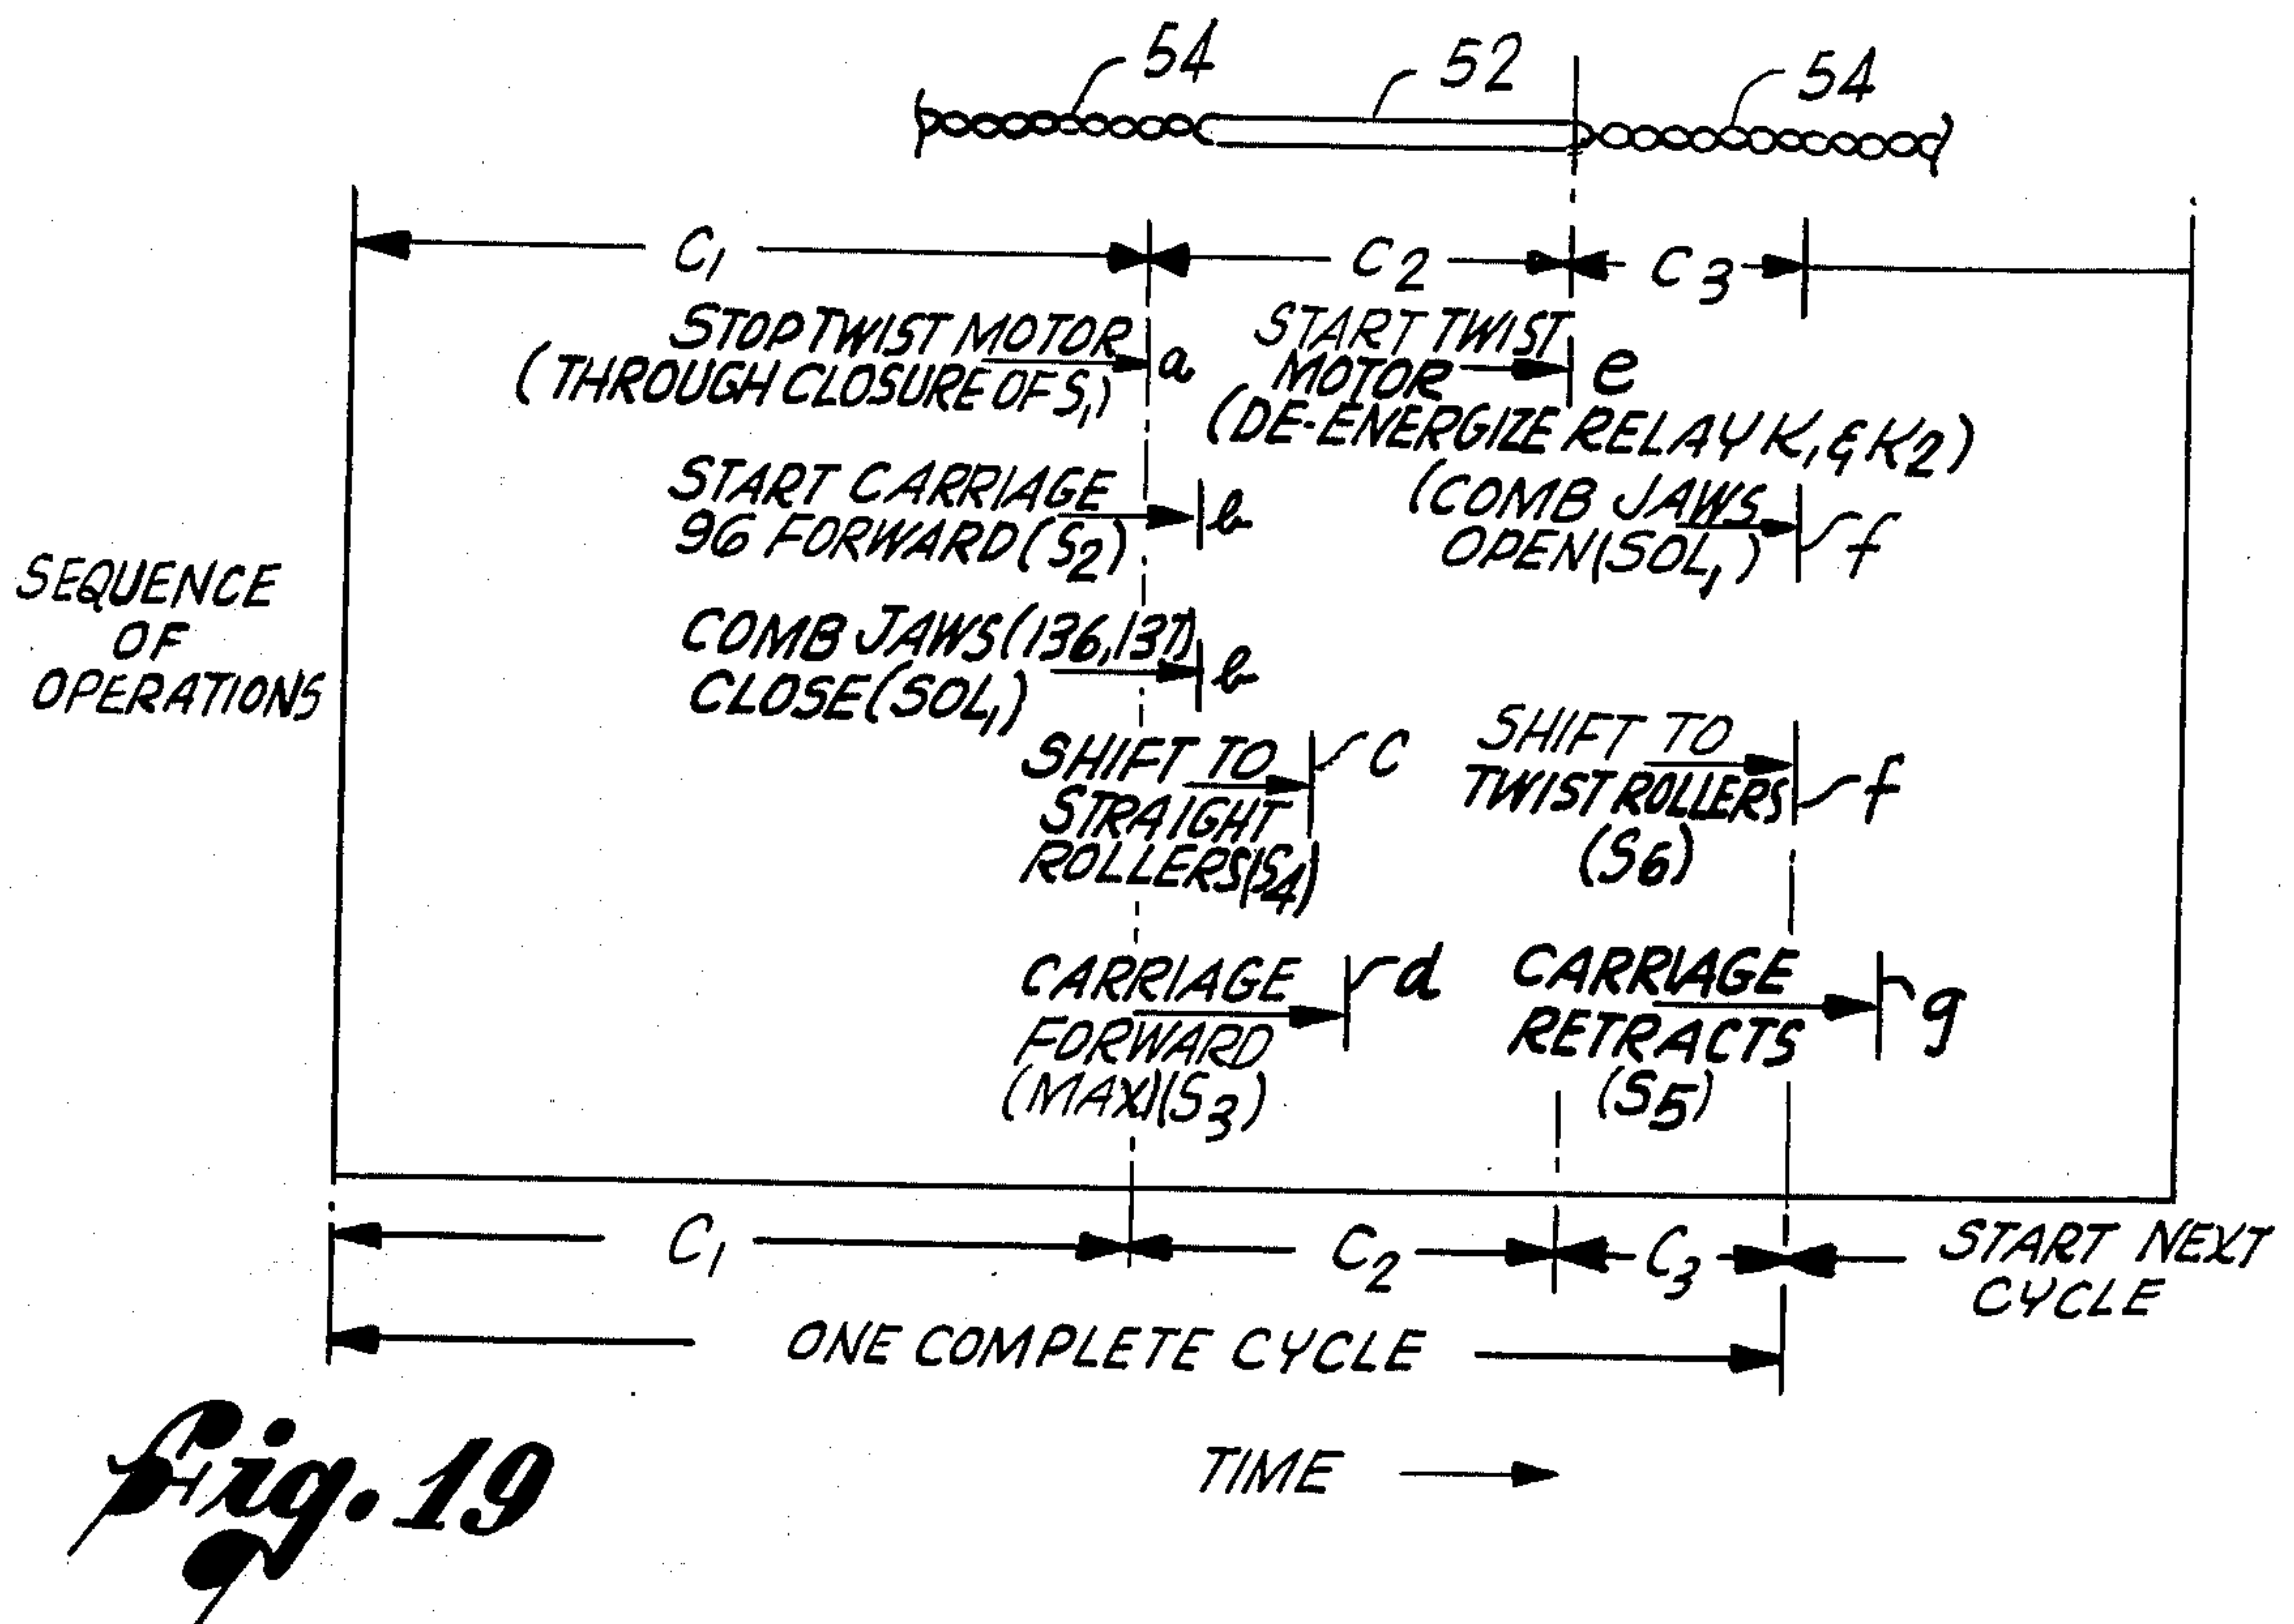 54
52
54
C1
C2
C3
STOP TWIST MOTOR
(THROUGH CLOSURE OF S1)
a
START TWIST
MOTOR
e
(DE-ENERGIZE RELAY K1 & K2)
START CARRIAGE
96 FORWARD (S2)
b
(COMB JAWS
OPEN (SOL1)
f
SEQUENCE
OF
OPERATIONS
COMB JAWS (136,137)
CLOSE (SOL1)
b
SHIFT TO
STRAIGHT
ROLLERS (S4)
c
SHIFT TO
TWIST ROLLERS
(S6)
f
CARRIAGE
FORWARD
(MAX) (S3)
d
CARRIAGE
RETRACTS
(S5)
g
C1
C2
C3
START NEXT
CYCLE
ONE COMPLETE CYCLE
TIME
Fig. 19